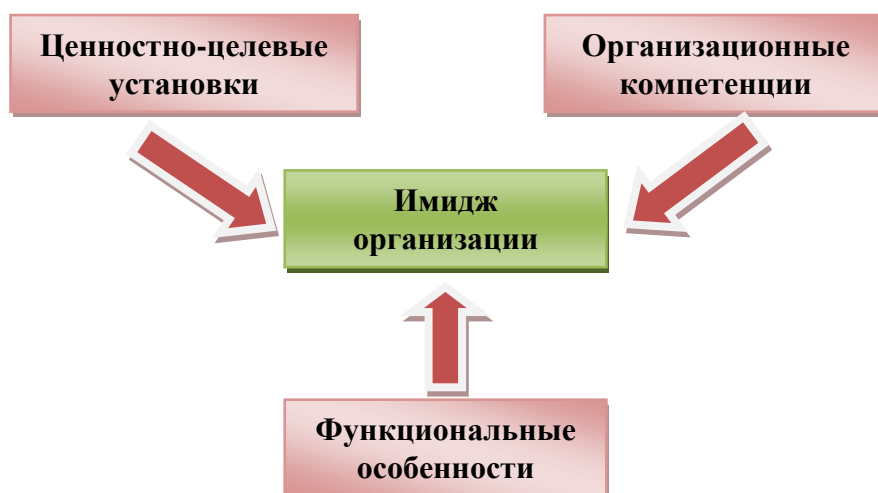 Ценностно-целевые
установки
Организационные
компетенции
Имидж
организации
Функциональные
особенности